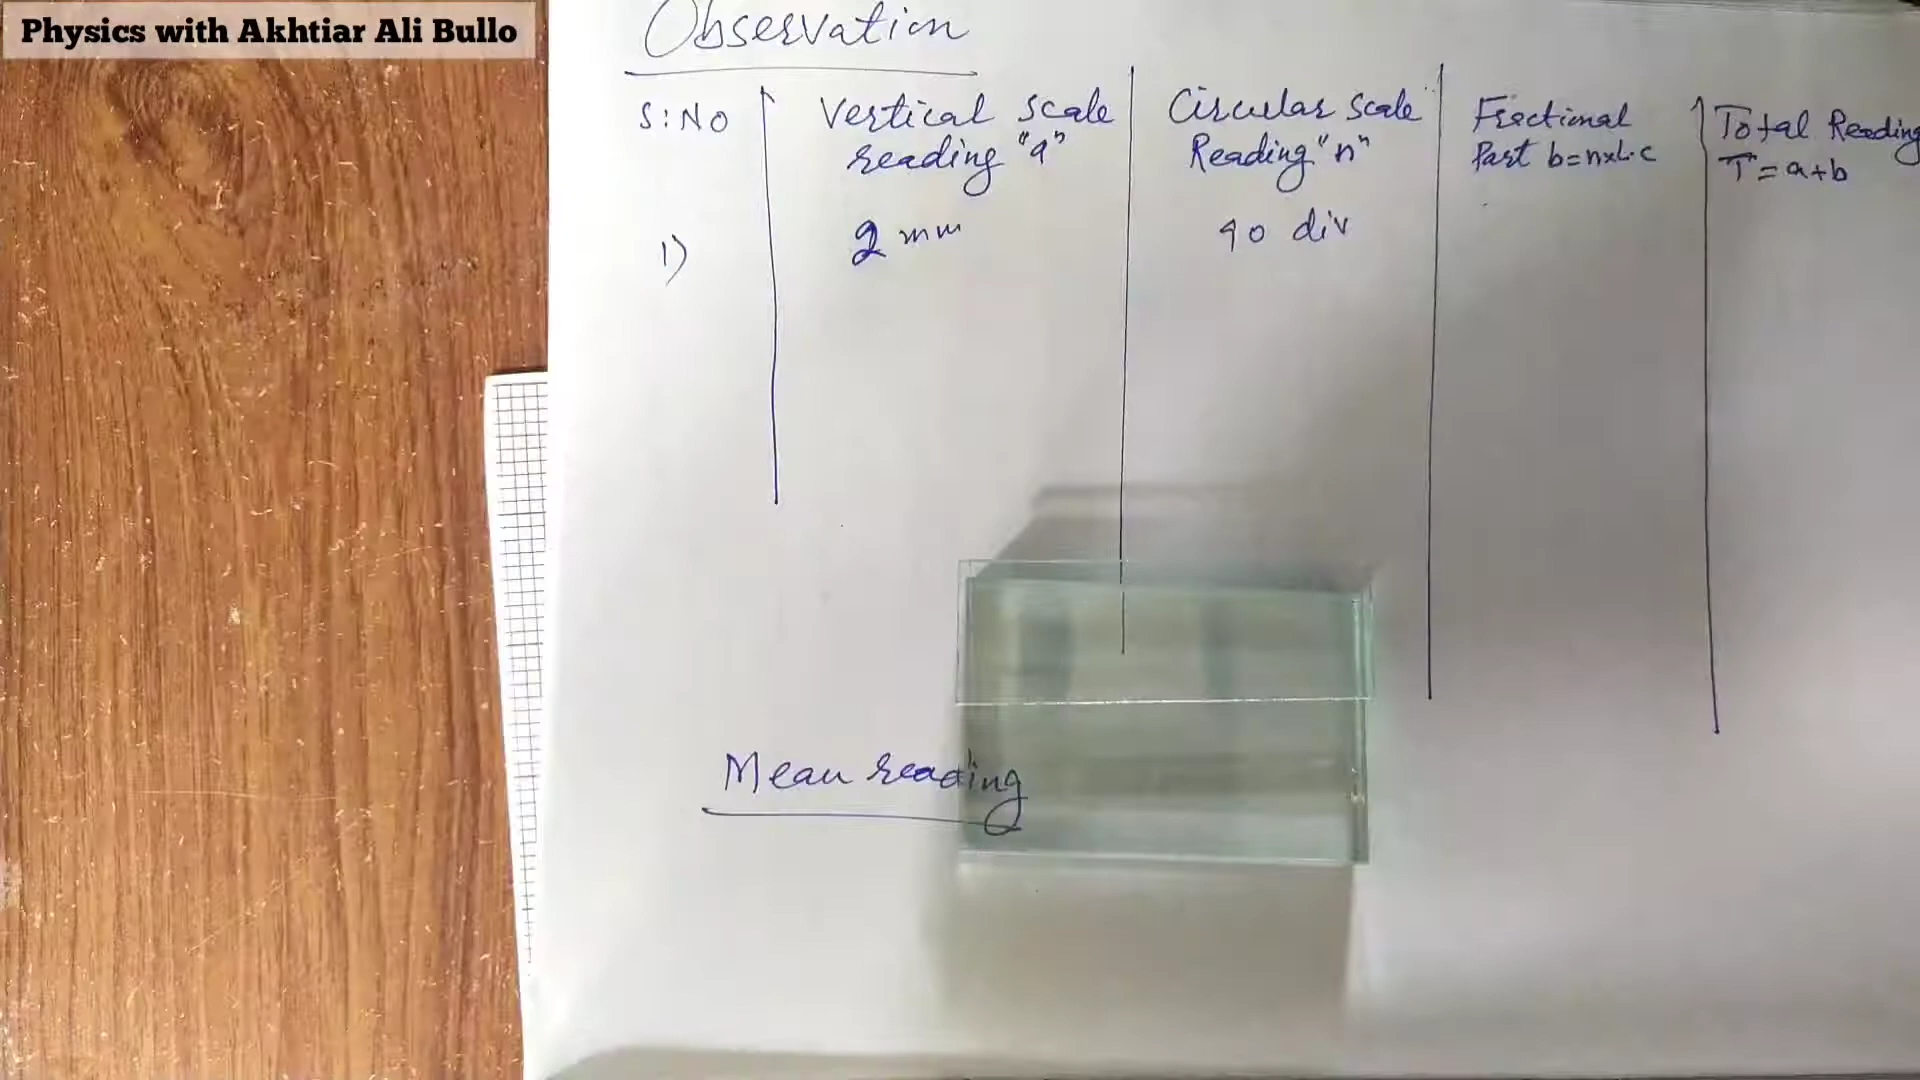 Physics with Akhtiar Ali Bullo
Observation
S:NO
Vertical Scale
reading "a"
Circular Scale
Reading "n"
Fractional
Part b=nxL.c
Total Reading
T=a+b
1)
2 mm
90 div
Mean reading